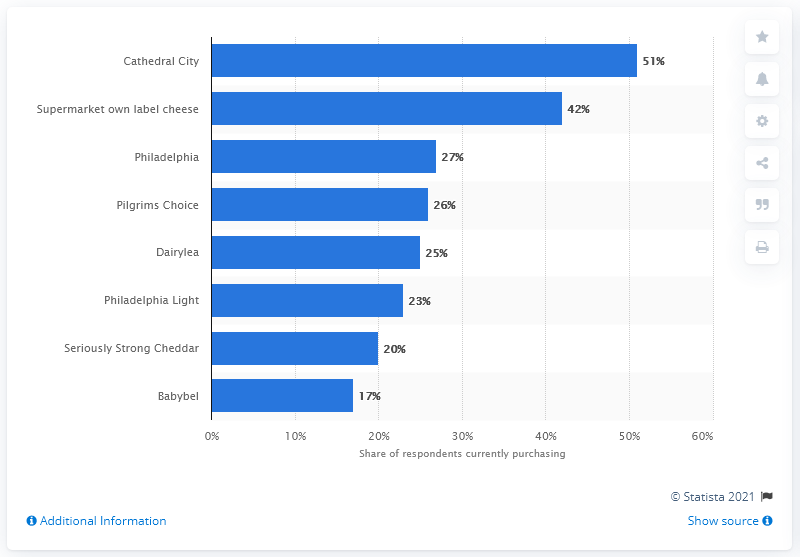 Cathedral City 51%
Supermarket own label cheese 42%
Philadelphia 27%
Pilgrims Choice 26%
Dairylea 25%
Philadelphia Light 23%
Seriously Strong Cheddar 20%
Babybel 17%
0% 10% 20% 30% 40% 50% 60%
Share of respondents currently purchasing
© Statista 2021
Additional Information Show source